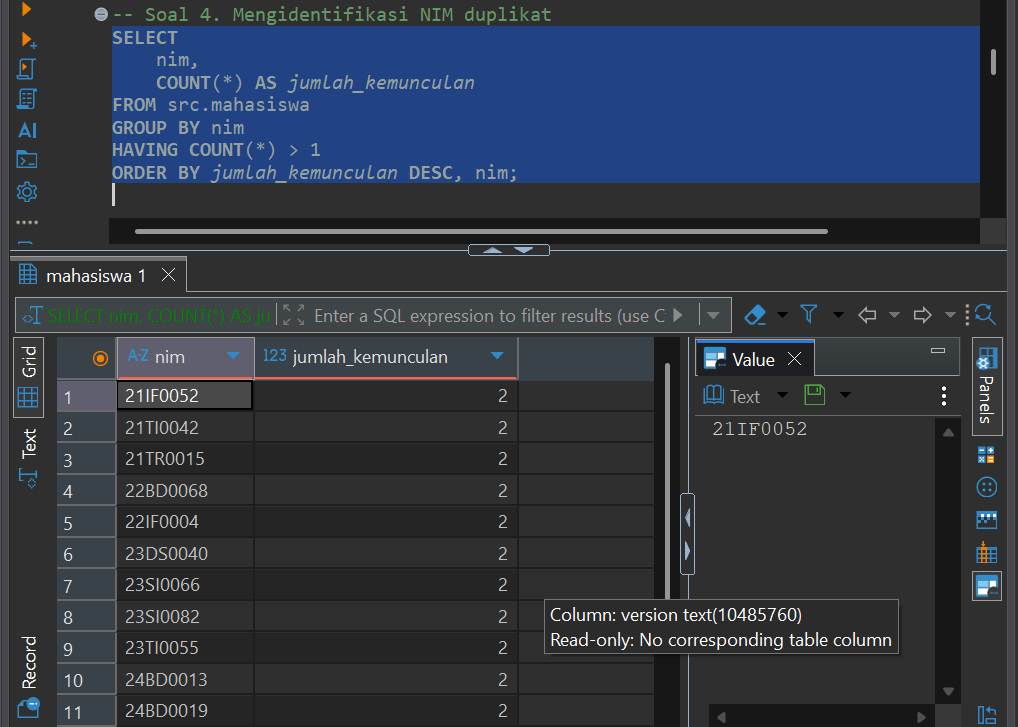 -- Soal 4. Mengidentifikasi NIM duplikat
SELECT
nim,
COUNT(*) AS jumlah_kemunculan
FROM src.mahasiswa
GROUP BY nim
HAVING COUNT(*) > 1
ORDER BY jumlah_kemunculan DESC, nim;
AI
mahasiswa 1
SELECT nim, COUNT(*) AS ju
Enter a SQL expression to filter results (use C
Grid
Text
Record
A-Z nim
123 jumlah_kemunculan
1 21IF0052 2
2 21TI0042 2
3 21TR0015 2
4 22BD0068 2
5 22IF0004 2
6 23DS0040 2
7 23SI0066 2
8 23SI0082 2
9 23TI0055 2
10 24BD0013 2
11 24BD0019 2
Value
Text
21IF0052
Panels
Column: version text(10485760)
Read-only: No corresponding table column